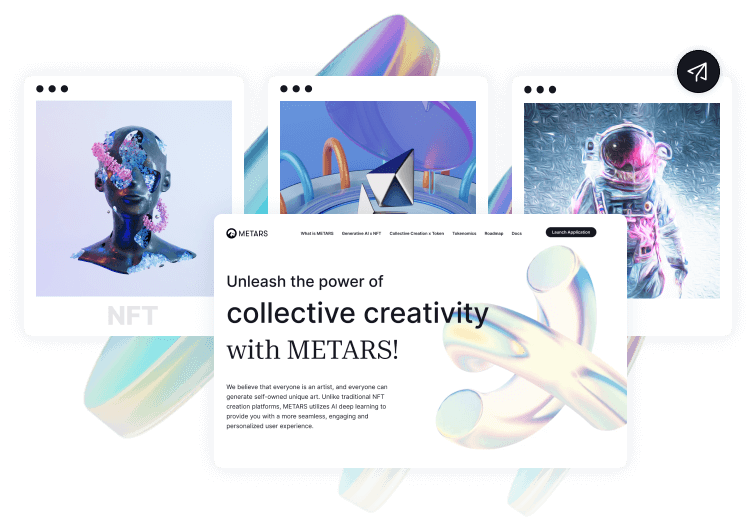 NFT
METARS
What is METARS Generative AI x NFT Collective Creation x Token Tokenomics Roadmap Docs Launch Application
Unleash the power of
collective creativity
with METARS!
We believe that everyone is an artist, and everyone can
generate self-owned unique art. Unlike traditional NFT
creation platforms, METARS utilizes AI deep learning to
provide you with a more seamless, engaging and
personalized user experience.